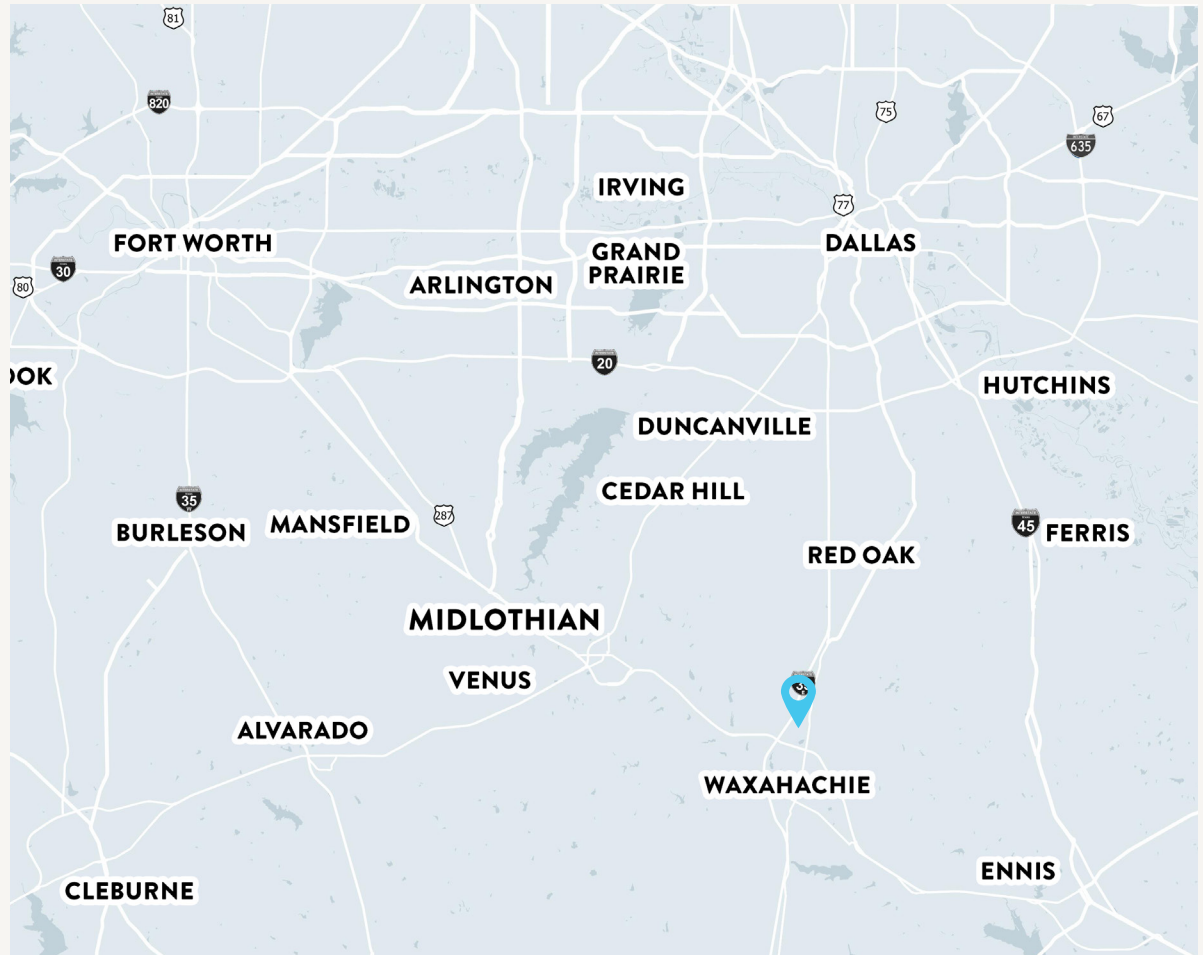 81
820
75
67
635
IRVING
77
FORT WORTH
DALLAS
GRAND
PRAIRIE
30
80
ARLINGTON
20
OOK
HUTCHINS
DUNCANVILLE
CEDAR HILL
35
287
45
BURLESON
MANSFIELD
FERRIS
RED OAK
MIDLOTHIAN
VENUS
ALVARADO
WAXAHACHIE
ENNIS
CLEBURNE